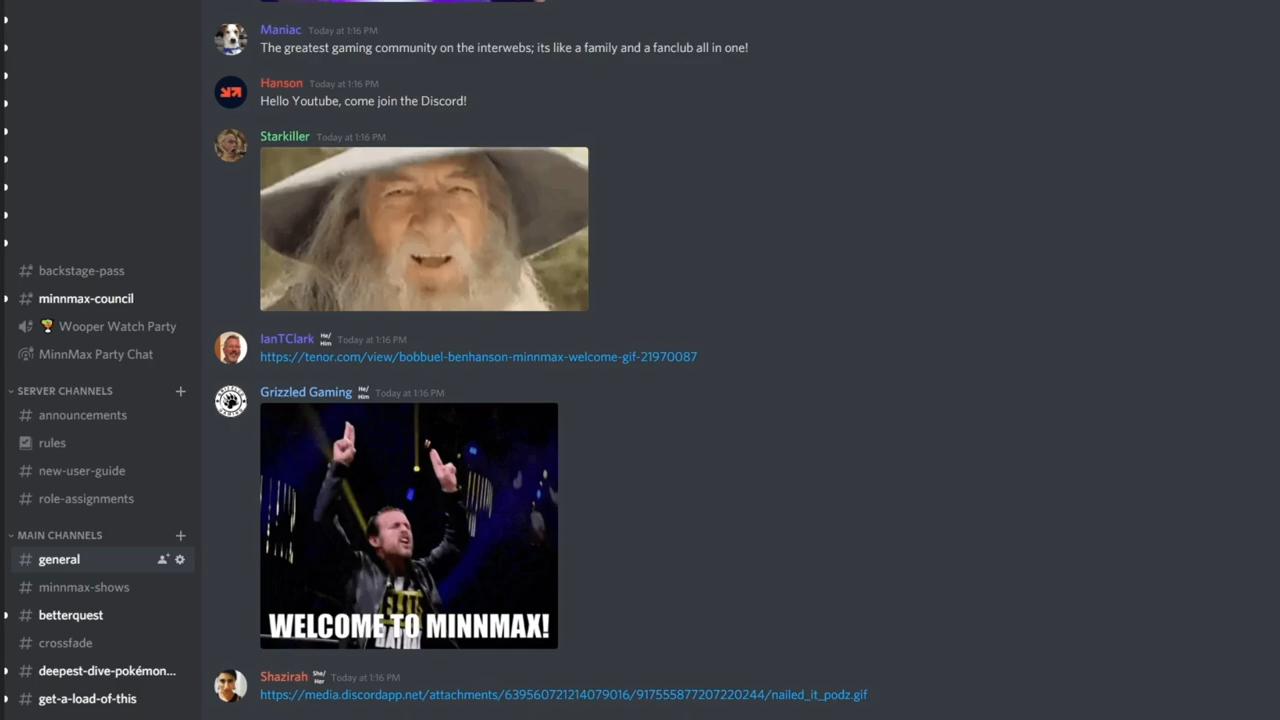 Maniac Today at 1:16 PM
The greatest gaming community on the interwebs; its like a family and a fanclub all in one!
Hanson Today at 1:16 PM
Hello Youtube, come join the Discord!
Starkiller Today at 1:16 PM
IanTClark He/Him Today at 1:16 PM
https://tenor.com/view/bobbuel-benhanson-minnmax-welcome-gif-21970087
Grizzled Gaming He/Him Today at 1:16 PM
WELCOME TO MINNMAX!
Shazirah She/Her Today at 1:16 PM
https://media.discordapp.net/attachments/639560721214079016/917555877207220244/nailed_it_podz.gif
backstage-pass
minnmax-council
Wooper Watch Party
MinnMax Party Chat
SERVER CHANNELS
announcements
rules
new-user-guide
role-assignments
MAIN CHANNELS
general
minnmax-shows
betterquest
crossfade
deepest-dive-pokémon...
get-a-load-of-this